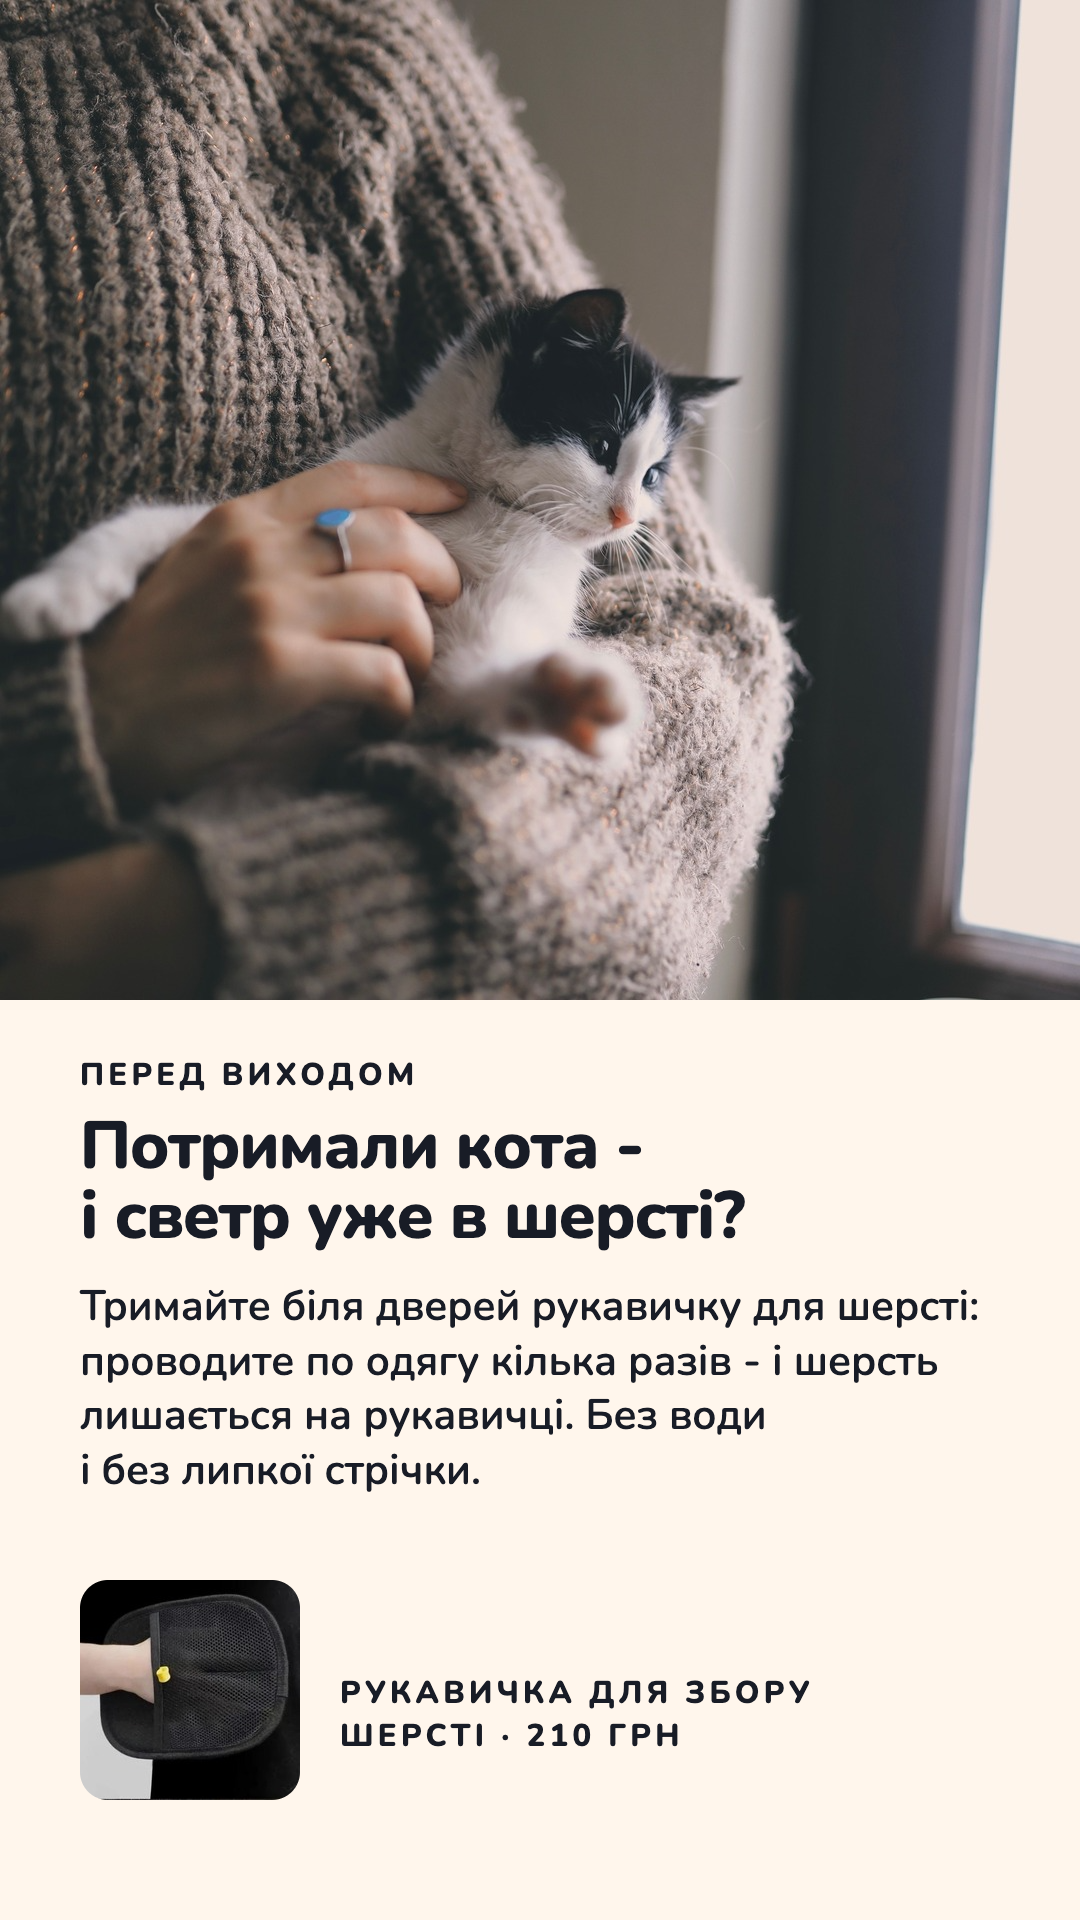 ПЕРЕД ВИХОДОМ
Потримали кота -
і светр уже в шерсті?
Тримайте біля дверей рукавичку для шерсті:
проводите по одягу кілька разів - і шерсть
лишається на рукавичці. Без води
і без липкої стрічки.
РУКАВИЧКА ДЛЯ ЗБОРУ
ШЕРСТІ · 210 ГРН